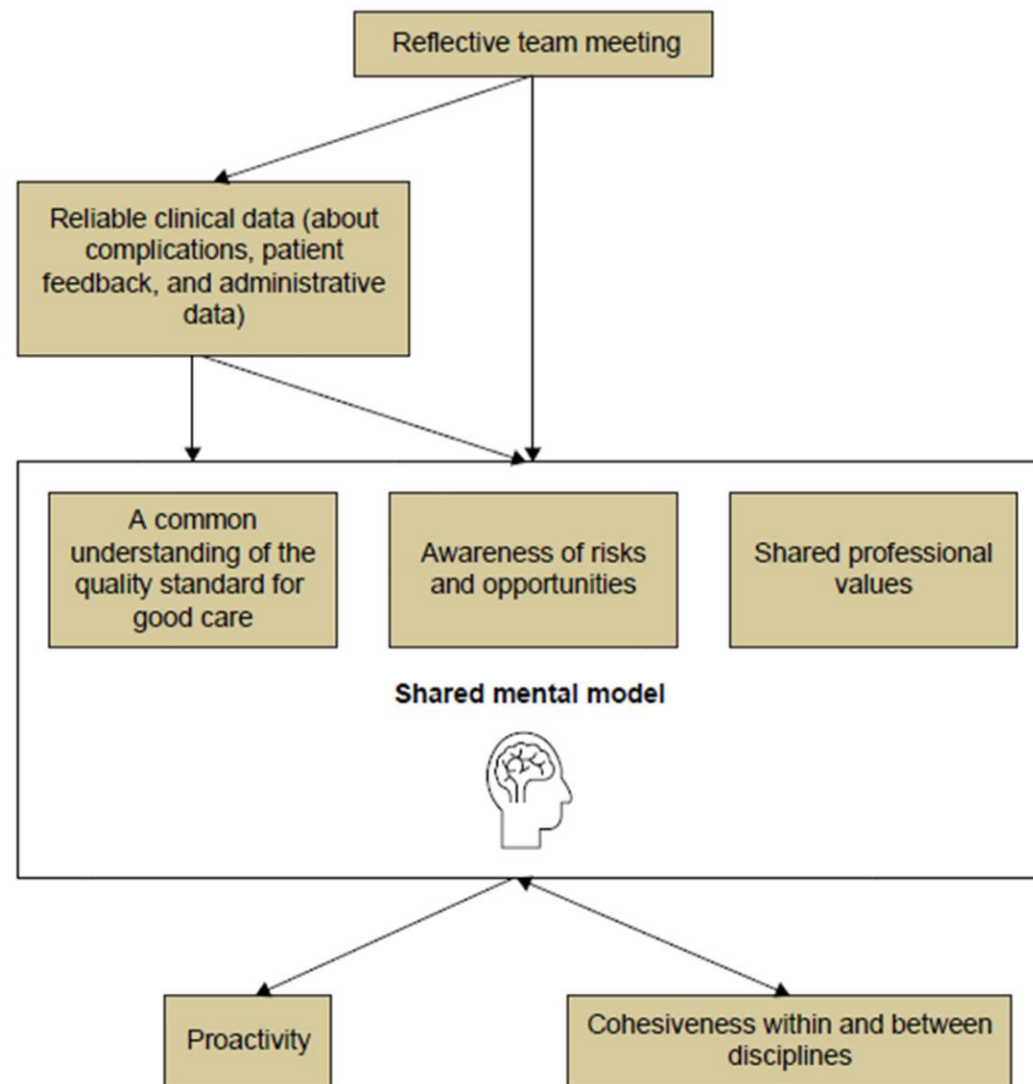 Reflective team meeting
Reliable clinical data (about
complications, patient
feedback, and administrative
data)
A common
understanding of the
quality standard for
good care
Awareness of risks
and opportunities
Shared professional
values
Shared mental model
Proactivity
Cohesiveness within and between
disciplines